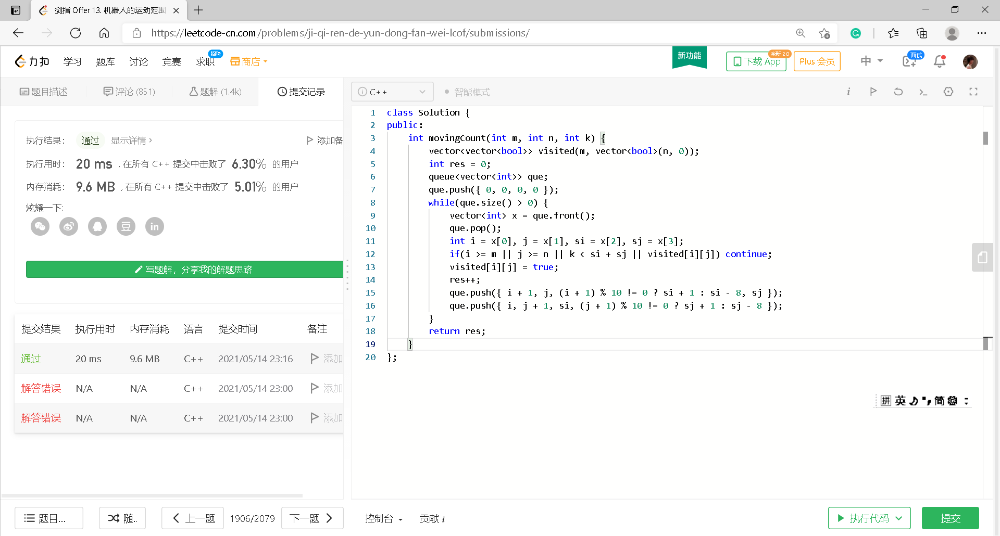 剑指 Offer 13. 机器人的运动范围
https://leetcode-cn.com/problems/ji-qi-ren-de-yun-dong-fan-wei-lcof/submissions/
力扣 学习 题库 讨论 竞赛 求职 招聘 商店 新功能 下载 App 全新 2.0 Plus 会员 中 面试
题目描述 评论 (851) 题解 (1.4k) 提交记录
执行结果： 通过 显示详情 添加备
执行用时： 20 ms , 在所有 C++ 提交中击败了 6.30% 的用户
内存消耗： 9.6 MB , 在所有 C++ 提交中击败了 5.01% 的用户
炫耀一下:
写题解，分享我的解题思路
提交结果 执行用时 内存消耗 语言 提交时间 备注
通过 20 ms 9.6 MB C++ 2021/05/14 23:16 添加
解答错误 N/A N/A C++ 2021/05/14 23:00 添加
解答错误 N/A N/A C++ 2021/05/14 23:00 添加
题目... 随.. 上一题 1906/2079 下一题
C++ 智能模式
1 class Solution {
2 public:
3 int movingCount(int m, int n, int k) {
4 vector<vector<bool>> visited(m, vector<bool>(n, 0));
5 int res = 0;
6 queue<vector<int>> que;
7 que.push({ 0, 0, 0, 0 });
8 while(que.size() > 0) {
9 vector<int> x = que.front();
10 que.pop();
11 int i = x[0], j = x[1], si = x[2], sj = x[3];
12 if(i >= m || j >= n || k < si + sj || visited[i][j]) continue;
13 visited[i][j] = true;
14 res++;
15 que.push({ i + 1, j, (i + 1) % 10 != 0 ? si + 1 : si - 8, sj });
16 que.push({ i, j + 1, si, (j + 1) % 10 != 0 ? sj + 1 : sj - 8 });
17 }
18 return res;
19 }
20 };
拼 英 简
控制台 贡献 i 执行代码 提交